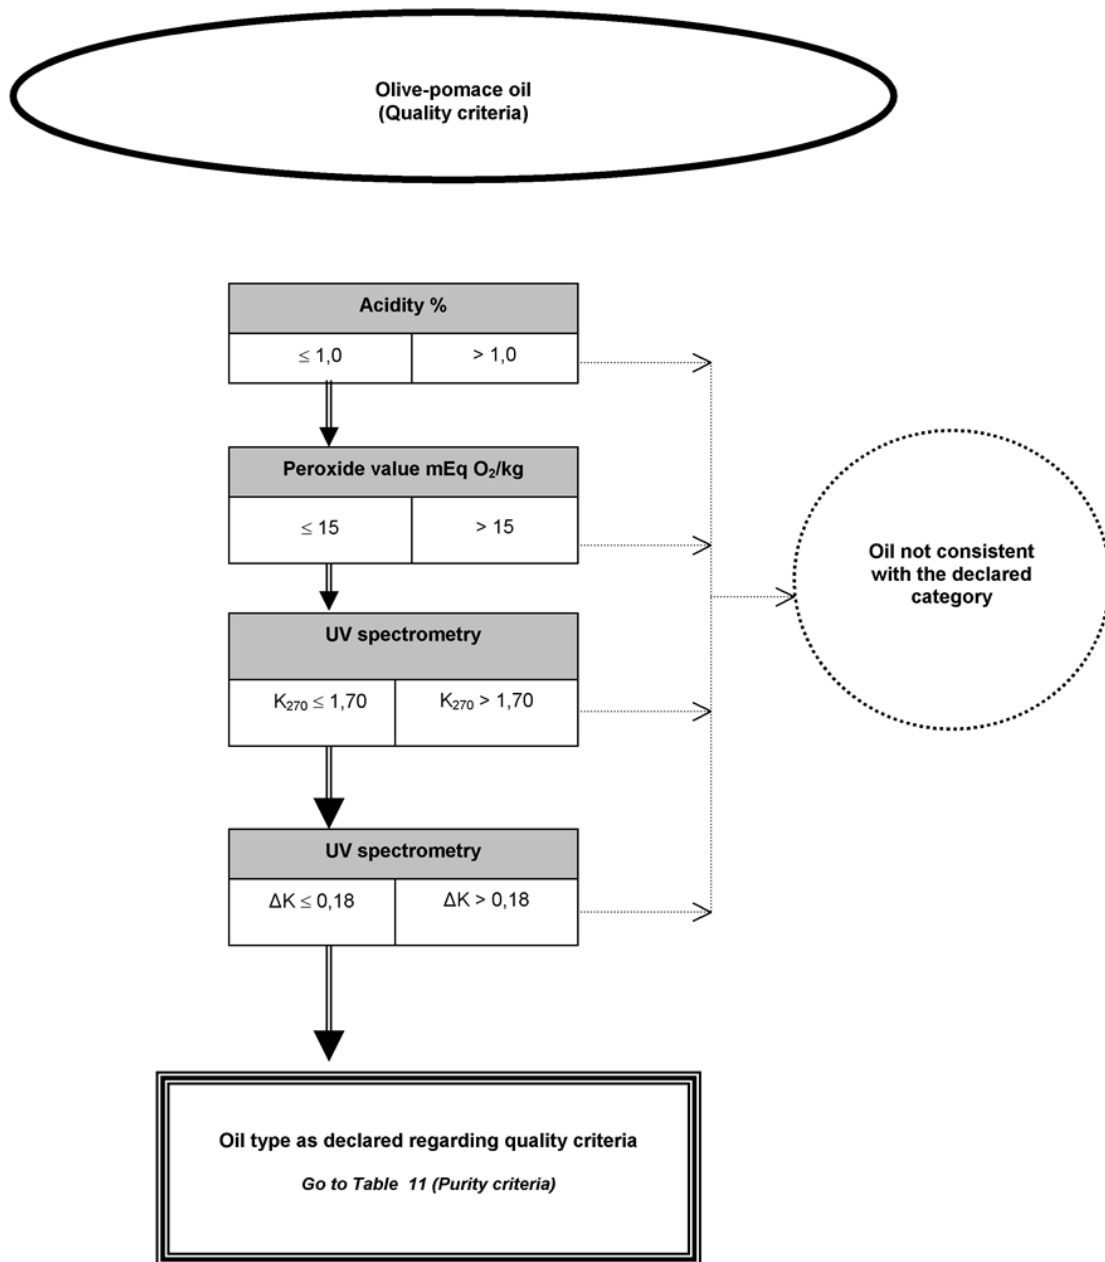 Olive-pomace oil
(Quality criteria)
Acidity %
≤ 1,0
> 1,0
Peroxide value mEq O₂/kg
≤ 15
> 15
UV spectrometry
K₂₇₀ ≤ 1,70
K₂₇₀ > 1,70
UV spectrometry
ΔK ≤ 0,18
ΔK > 0,18
Oil not consistent
with the declared
category
Oil type as declared regarding quality criteria
Go to Table 11 (Purity criteria)